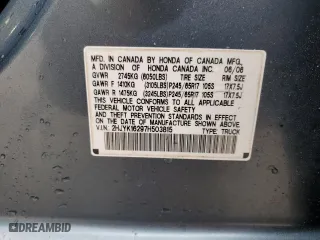 MFD. IN CANADA BY HONDA OF CANADA MFG.,
A DIVISION OF HONDA CANADA INC. 06/06
GVWR 2745KG (6050LBS) TIRE SIZE RIM SIZE
GAWR F 1410KG (3105LBS) P245/65R17 105S 17X7.5J
GAWR R 1475KG (3245LBS) P245/65R17 105S 17X7.5J
THIS VEHICLE CONFORMS TO ALL APPLICABLE
FEDERAL MOTOR VEHICLE SAFETY
AND THEFT PREVENTION STANDARDS IN EFFECT
ON THE DATE OF MANUFACTURE SHOWN ABOVE.
V.I.N. 2HJYK16297H503815
TYPE: TRUCK